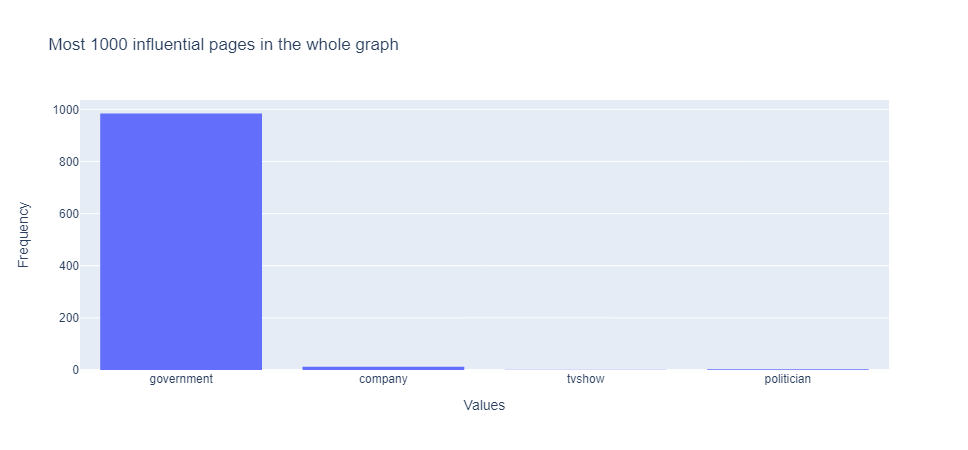 Most 1000 influential pages in the whole graph
1000
800
600
400
200
0
Frequency
government company tvshow politician
Values